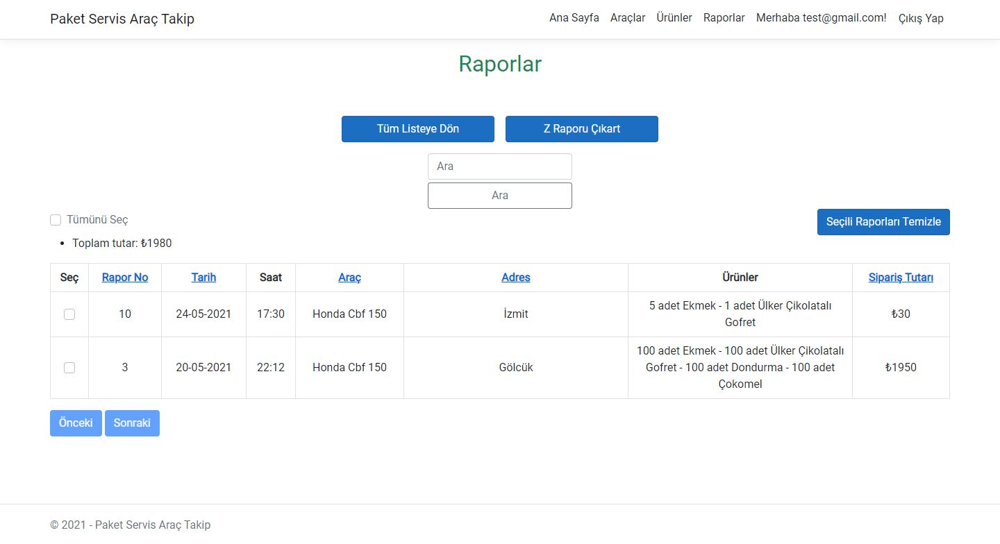 Paket Servis Araç Takip
Ana Sayfa Araçlar Ürünler Raporlar Merhaba test@gmail.com! Çıkış Yap
Raporlar
Tüm Listeye Dön Z Raporu Çıkart
Ara
Ara
Tümünü Seç Seçili Raporları Temizle
• Toplam tutar: ₺1980
Seç Rapor No Tarih Saat Araç Adres Ürünler Sipariş Tutarı
10 24-05-2021 17:30 Honda Cbf 150 İzmit 5 adet Ekmek - 1 adet Ülker Çikolatalı
Gofret ₺30
3 20-05-2021 22:12 Honda Cbf 150 Gölcük 100 adet Ekmek - 100 adet Ülker Çikolatalı
Gofret - 100 adet Dondurma - 100 adet
Çokomel ₺1950
Önceki Sonraki
© 2021 - Paket Servis Araç Takip